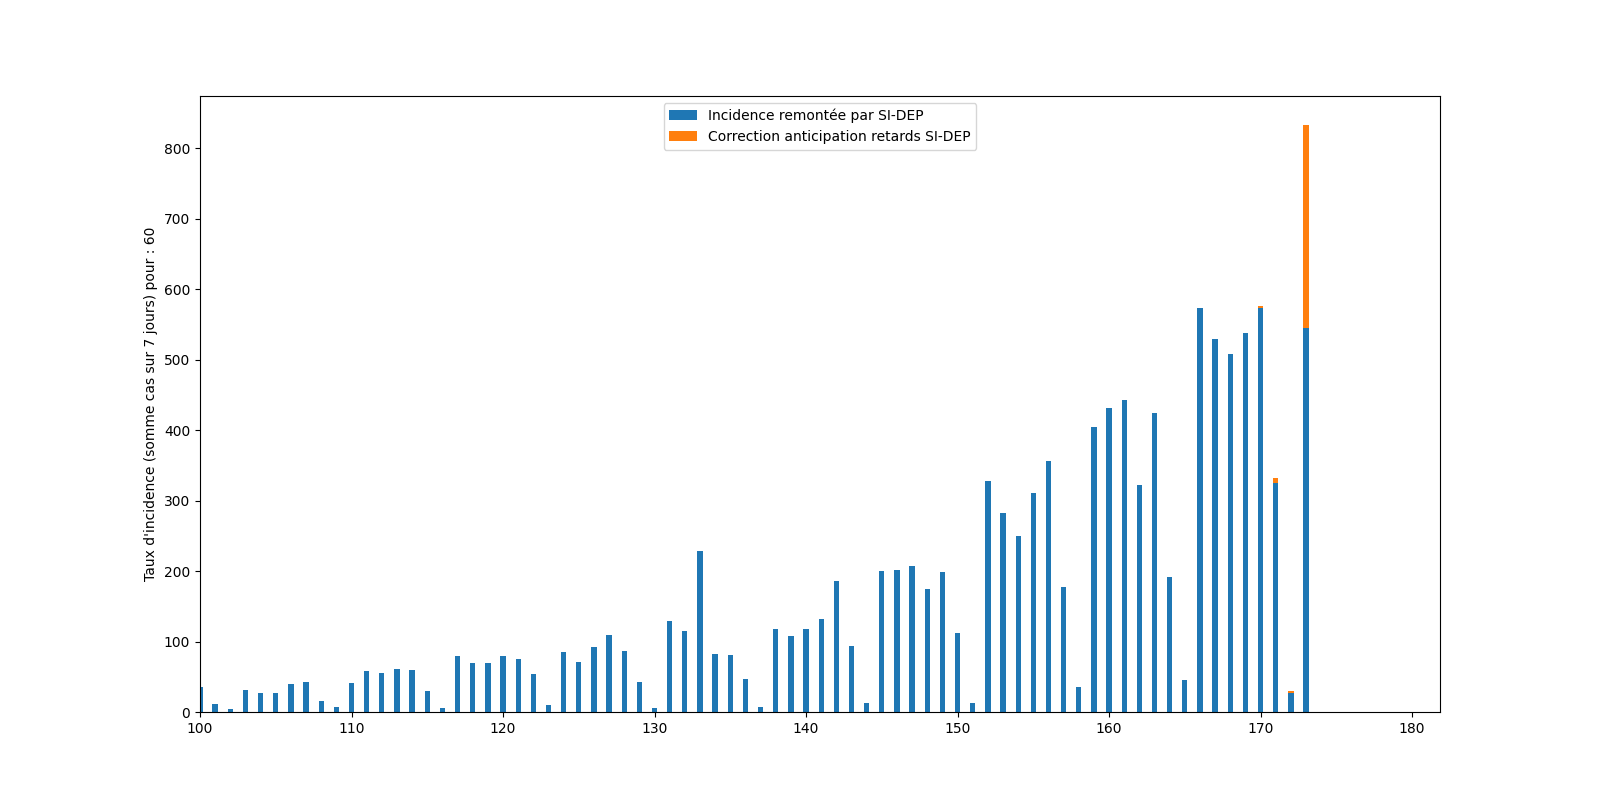 Incidence remontée par SI-DEP
Correction anticipation retards SI-DEP
Taux d'incidence (somme cas sur 7 jours) pour : 60
800
700
600
500
400
300
200
100
0
100 110 120 130 140 150 160 170 180